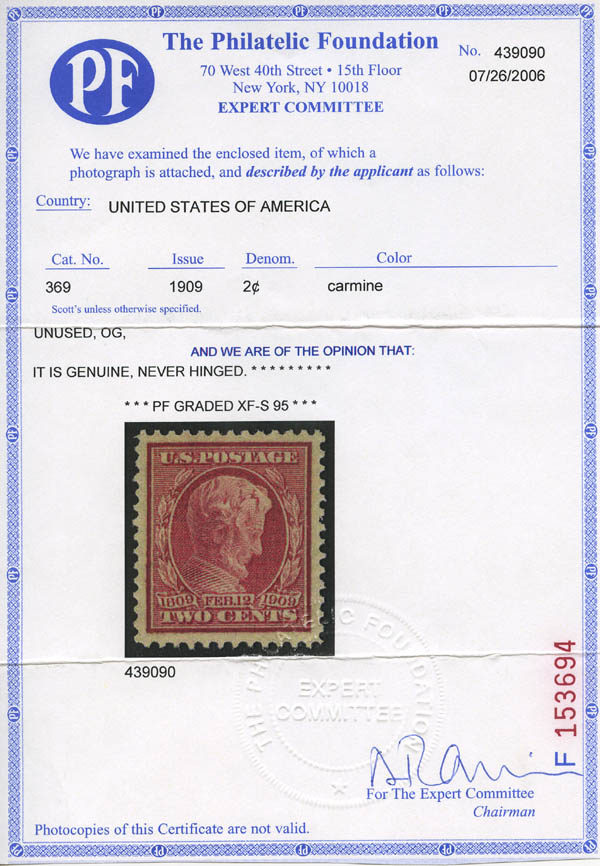 PF
The Philatelic Foundation
70 West 40th Street • 15th Floor
New York, NY 10018
EXPERT COMMITTEE
No. 439090
07/26/2006
We have examined the enclosed item, of which a
photograph is attached, and described by the applicant as follows:
Country: UNITED STATES OF AMERICA
Cat. No. Issue Denom. Color
369 1909 2¢ carmine
Scott's unless otherwise specified.
UNUSED, OG,
AND WE ARE OF THE OPINION THAT:
IT IS GENUINE, NEVER HINGED. * * * * * * * * *
* * * PF GRADED XF-S 95 * * *
U.S. POSTAGE
1809 FEB. 12 1909
TWO CENTS
439090
THE PHILATELIC FOUNDATION
EXPERT
COMMITTEE
F 153694
For The Expert Committee
Chairman
Photocopies of this Certificate are not valid.